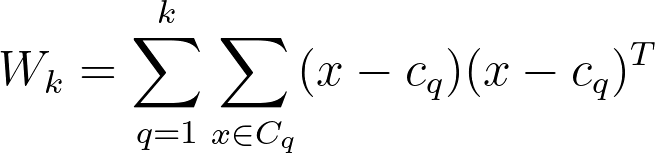 $W_k = \sum_{q=1}^{k} \sum_{x \in C_q} (x - c_q)(x - c_q)^T$